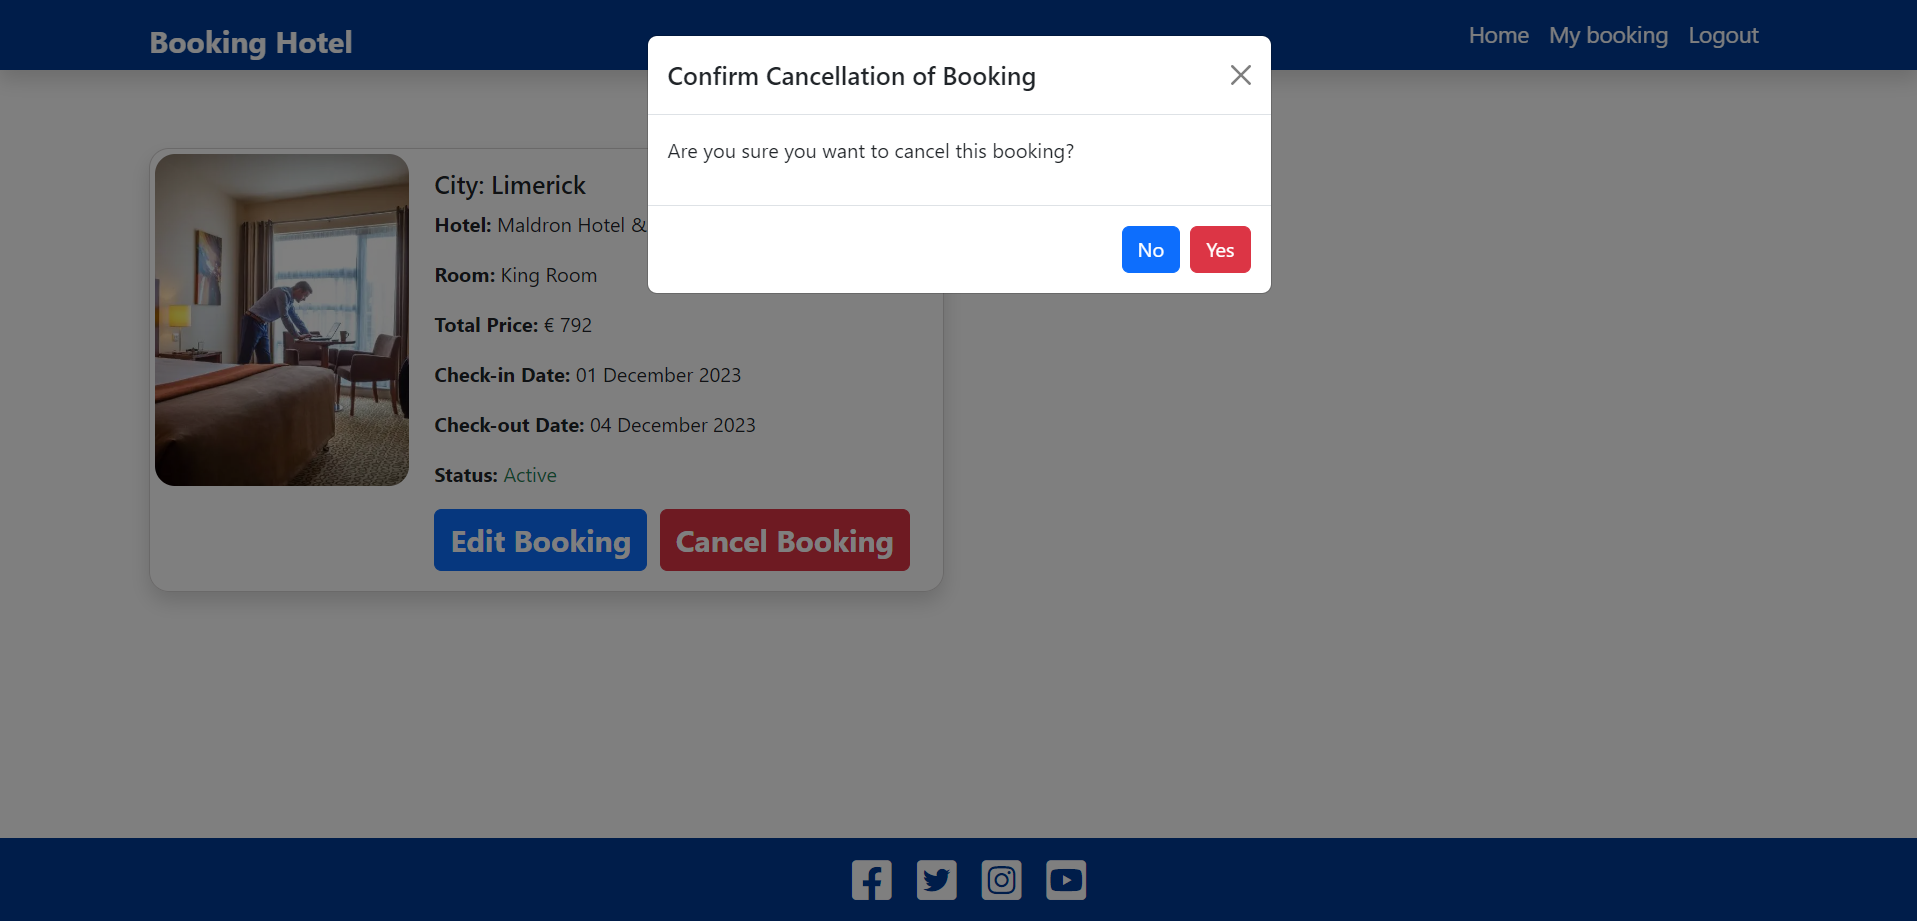 Booking Hotel
Home My booking Logout
Confirm Cancellation of Booking
Are you sure you want to cancel this booking?
No Yes
City: Limerick
Hotel: Maldron Hotel &
Room: King Room
Total Price: € 792
Check-in Date: 01 December 2023
Check-out Date: 04 December 2023
Status: Active
Edit Booking Cancel Booking